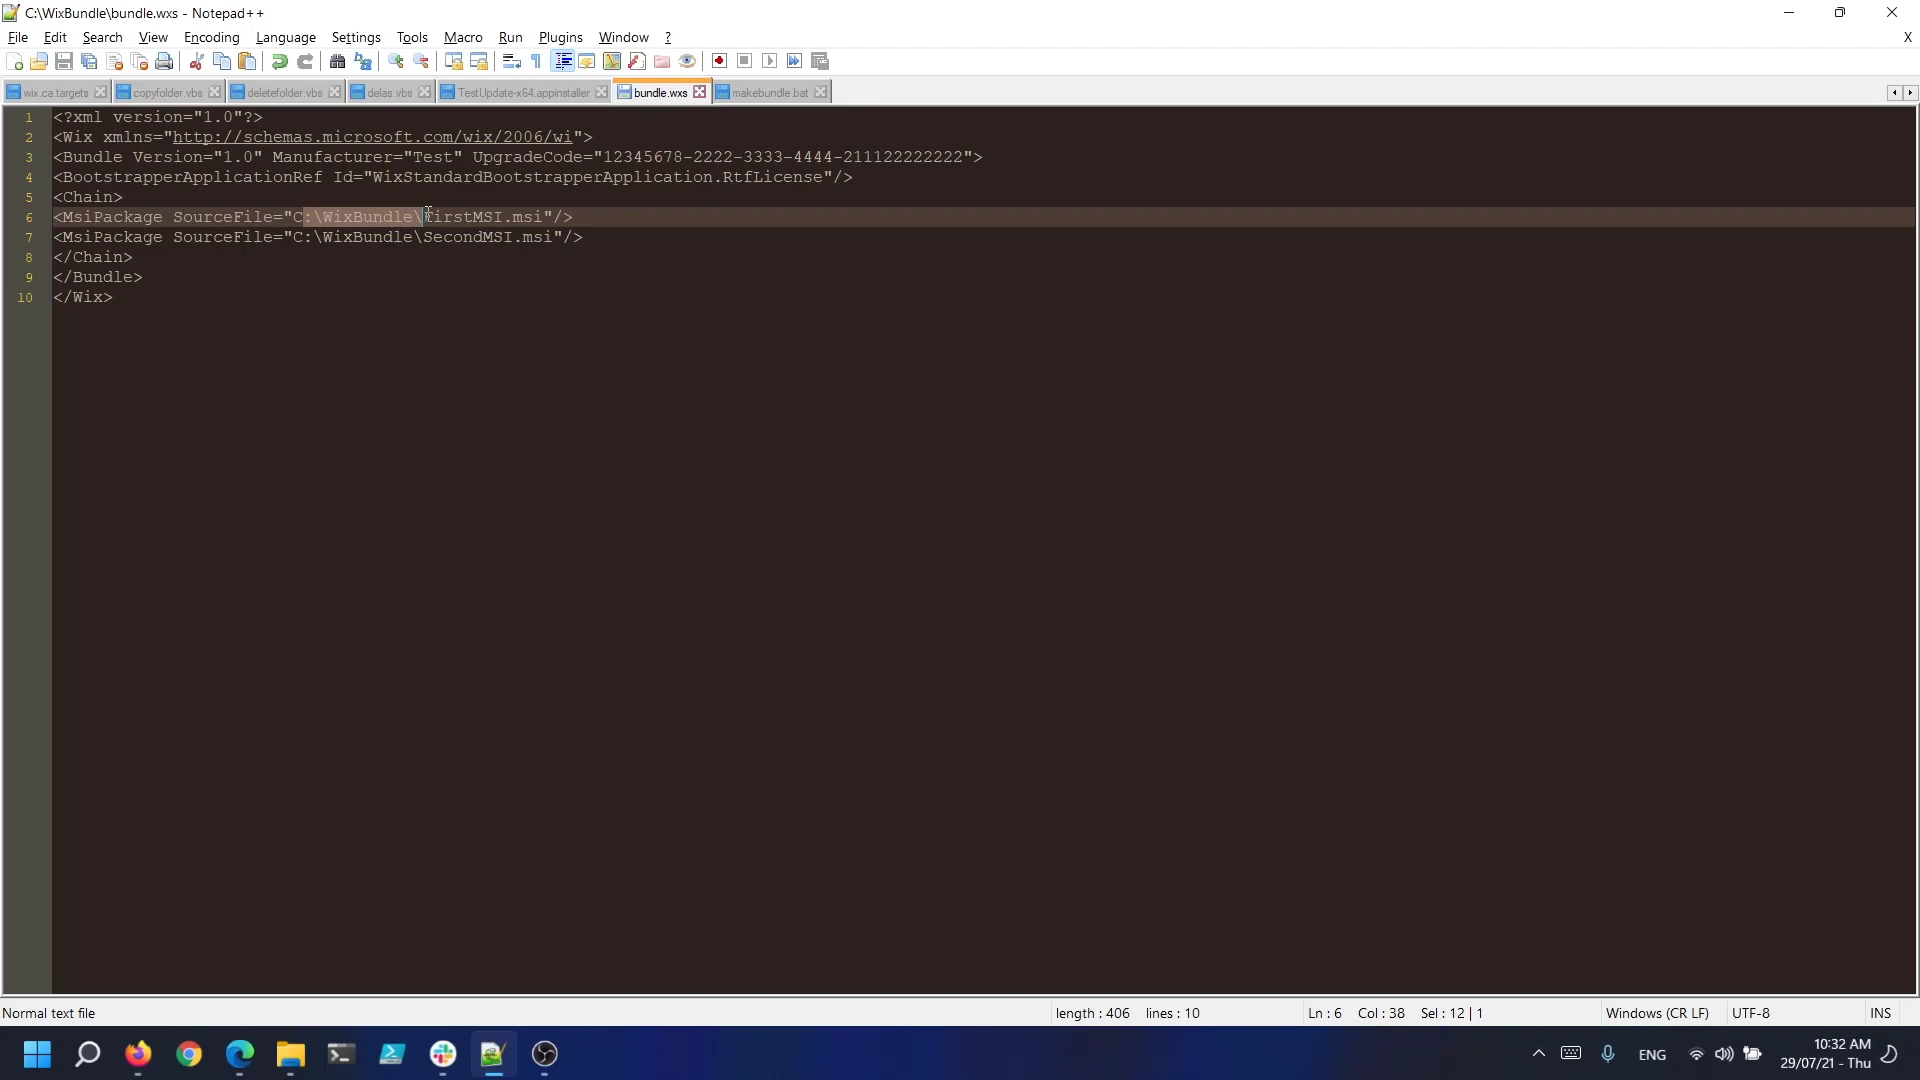 C:\WixBundle\bundle.wxs - Notepad++
File Edit Search View Encoding Language Settings Tools Macro Run Plugins Window ? X
wix.ca.targets copyfolder.vbs deletefolder.vbs delas.vbs TestUpdate-x64.appinstaller bundle.wxs makebundle.bat
1 <?xml version="1.0"?>
2 <Wix xmlns="http://schemas.microsoft.com/wix/2006/wi">
3 <Bundle Version="1.0" Manufacturer="Test" UpgradeCode="12345678-2222-3333-4444-211122222222">
4 <BootstrapperApplicationRef Id="WixStandardBootstrapperApplication.RtfLicense"/>
5 <Chain>
6 <MsiPackage SourceFile="C:\WixBundle\FirstMSI.msi"/>
7 <MsiPackage SourceFile="C:\WixBundle\SecondMSI.msi"/>
8 </Chain>
9 </Bundle>
10 </Wix>
Normal text file length : 406 lines : 10 Ln : 6 Col : 38 Sel : 12 | 1 Windows (CR LF) UTF-8 INS
ENG
10:32 AM
29/07/21 - Thu